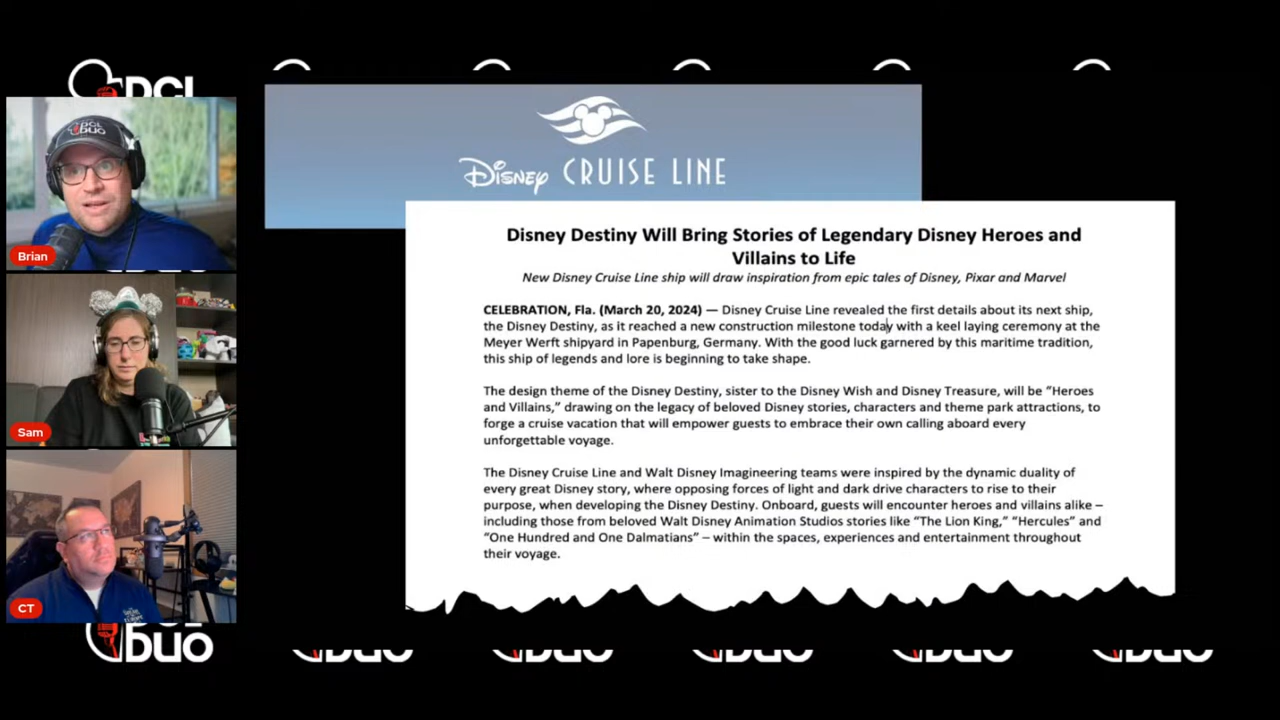 DCL
DCL
DUO
Brian
Sam
CT
Disney CRUISE LINE
Disney Destiny Will Bring Stories of Legendary Disney Heroes and
Villains to Life
New Disney Cruise Line ship will draw inspiration from epic tales of Disney, Pixar and Marvel
CELEBRATION, Fla. (March 20, 2024) — Disney Cruise Line revealed the first details about its next ship,
the Disney Destiny, as it reached a new construction milestone today with a keel laying ceremony at the
Meyer Werft shipyard in Papenburg, Germany. With the good luck garnered by this maritime tradition,
this ship of legends and lore is beginning to take shape.
The design theme of the Disney Destiny, sister to the Disney Wish and Disney Treasure, will be “Heroes
and Villains,” drawing on the legacy of beloved Disney stories, characters and theme park attractions, to
forge a cruise vacation that will empower guests to embrace their own calling aboard every
unforgettable voyage.
The Disney Cruise Line and Walt Disney Imagineering teams were inspired by the dynamic duality of
every great Disney story, where opposing forces of light and dark drive characters to rise to their
purpose, when developing the Disney Destiny. Onboard, guests will encounter heroes and villains alike –
including those from beloved Walt Disney Animation Studios stories like “The Lion King,” “Hercules” and
“One Hundred and One Dalmatians” – within the spaces, experiences and entertainment throughout
their voyage.
DUO
DUO
DUO
DUO
DUO
DUO